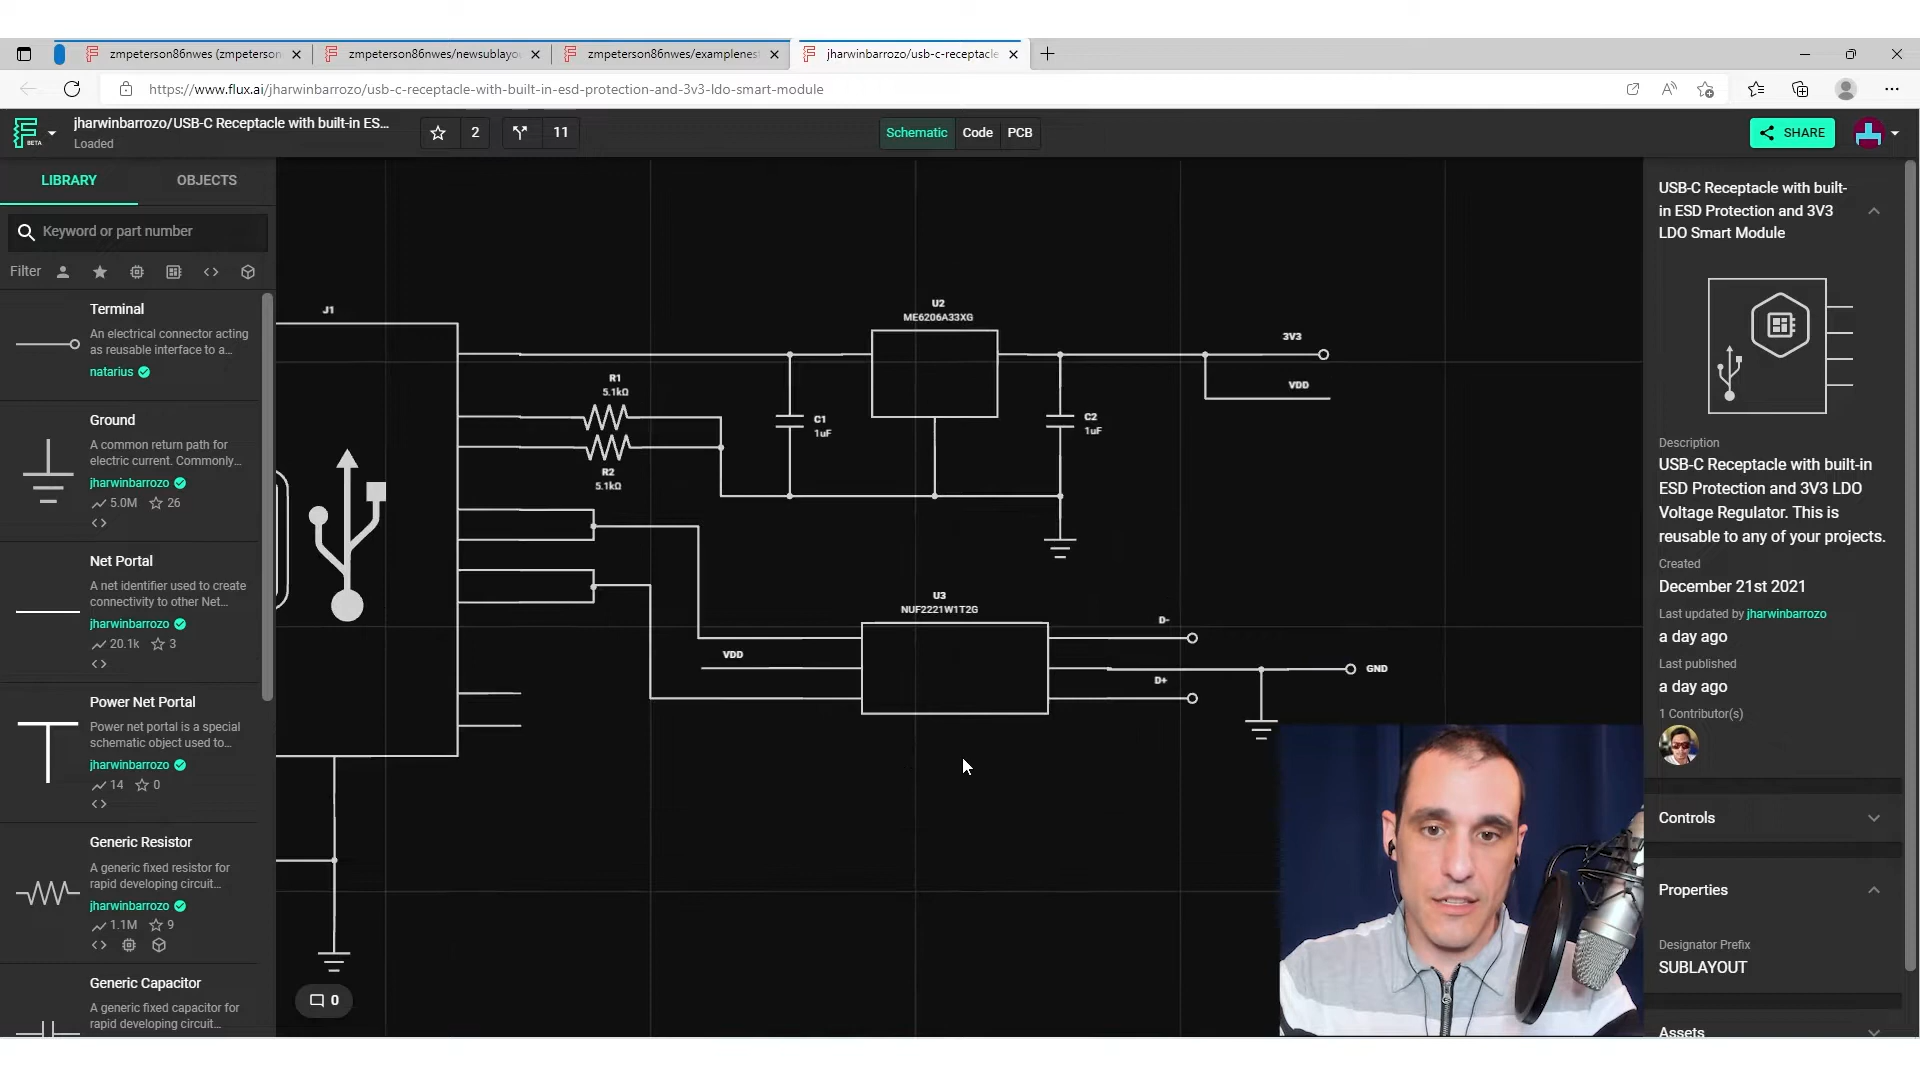 zmpeterson86nwes (zmpeterson
zmpeterson86nwes/newsublayou
zmpeterson86nwes/examplenest
jharwinbarrozo/usb-c-receptacle
https://www.flux.ai/jharwinbarrozo/usb-c-receptacle-with-built-in-esd-protection-and-3v3-ldo-smart-module
BETA
jharwinbarrozo/USB-C Receptacle with built-in ES...
Loaded
2
11
Schematic
Code
PCB
SHARE
LIBRARY
OBJECTS
Keyword or part number
Filter
Terminal
An electrical connector acting
as reusable interface to a...
natarius
Ground
A common return path for
electric current. Commonly...
jharwinbarrozo
5.0M
26
Net Portal
A net identifier used to create
connectivity to other Net...
jharwinbarrozo
20.1k
3
Power Net Portal
Power net portal is a special
schematic object used to...
jharwinbarrozo
14
0
Generic Resistor
A generic fixed resistor for
rapid developing circuit...
jharwinbarrozo
1.1M
9
Generic Capacitor
A generic fixed capacitor for
rapid developing circuit...
J1
R1
5.1kΩ
R2
5.1kΩ
C1
1uF
U2
ME6206A33XG
C2
1uF
3V3
VDD
U3
NUF2221W1T2G
VDD
D-
D+
GND
0
USB-C Receptacle with built-
in ESD Protection and 3V3
LDO Smart Module
Description
USB-C Receptacle with built-in
ESD Protection and 3V3 LDO
Voltage Regulator. This is
reusable to any of your projects.
Created
December 21st 2021
Last updated by jharwinbarrozo
a day ago
Last published
a day ago
1 Contributor(s)
Controls
Properties
Designator Prefix
SUBLAYOUT
Assets